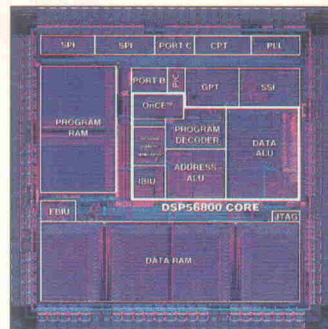 SPI SPI PORT C CPT PLL
PORT B P/C GPT SSI
OnCE™
PROGRAM
RAM
PROGRAM
DECODER
DATA
ALU
IBIU
ADDRESS
ALU
DSP56800 CORE
EBIU
JTAG
DATA RAM